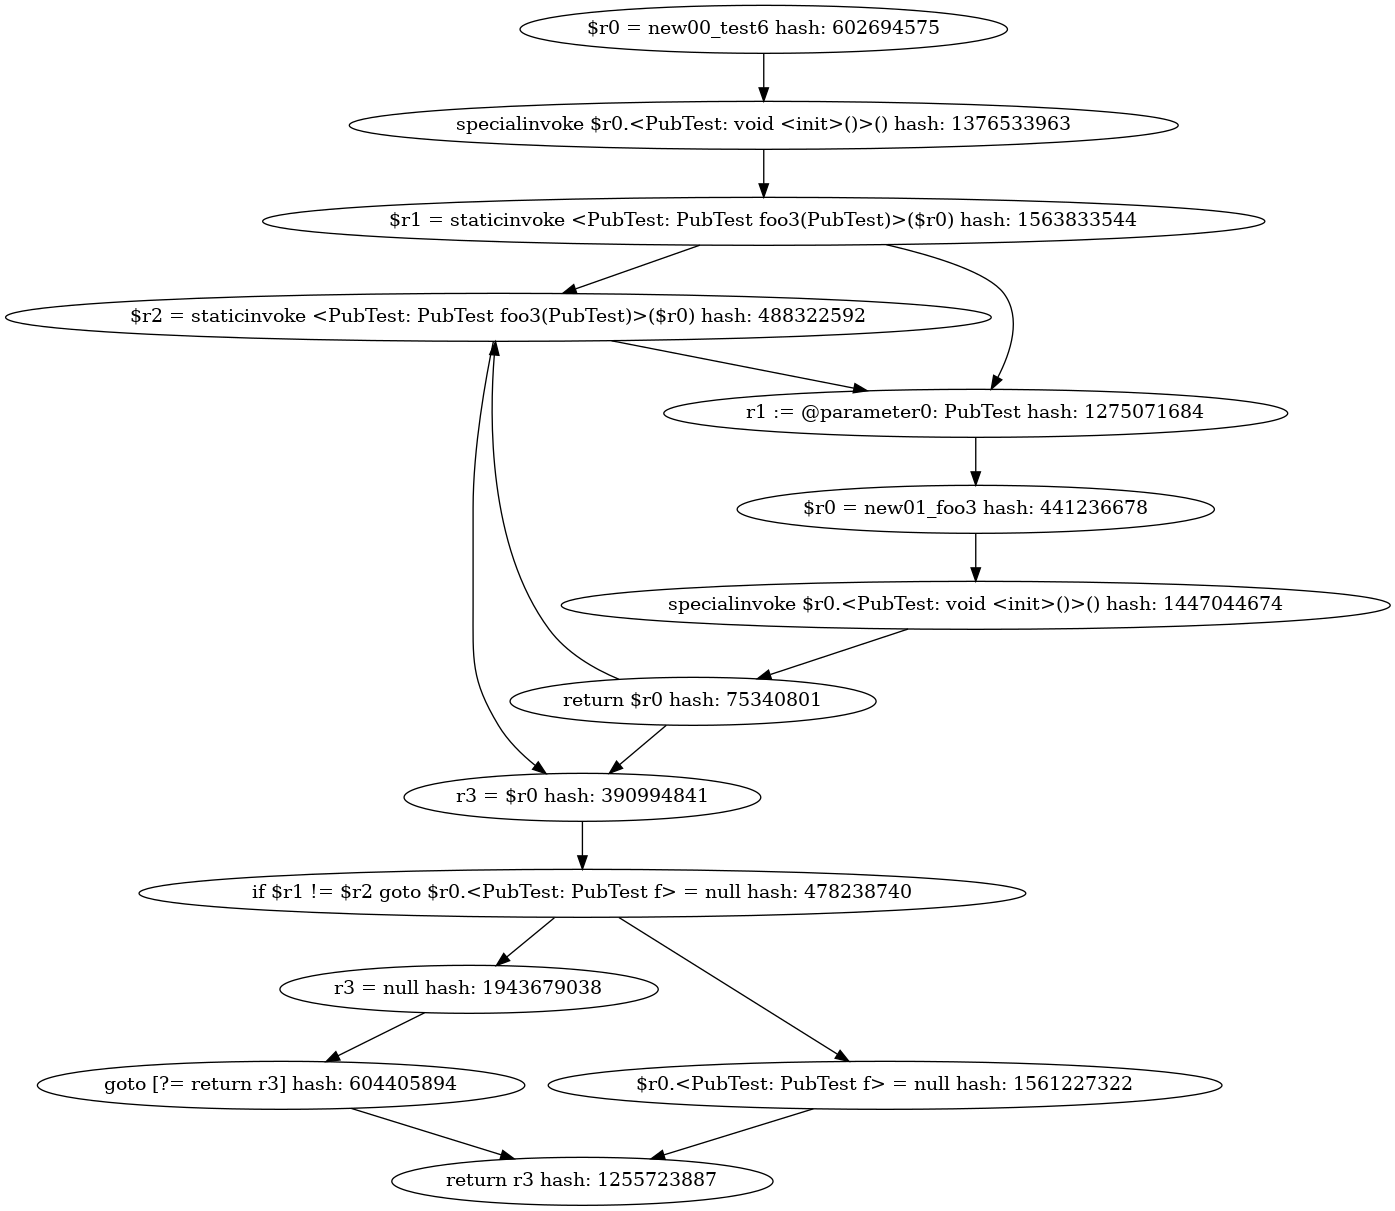 $r0 = new00_test6 hash: 602694575
specialinvoke $r0.<PubTest: void <init>()>() hash: 1376533963
$r1 = staticinvoke <PubTest: PubTest foo3(PubTest)>($r0) hash: 1563833544
$r2 = staticinvoke <PubTest: PubTest foo3(PubTest)>($r0) hash: 488322592
r1 := @parameter0: PubTest hash: 1275071684
$r0 = new01_foo3 hash: 441236678
specialinvoke $r0.<PubTest: void <init>()>() hash: 1447044674
return $r0 hash: 75340801
r3 = $r0 hash: 390994841
if $r1 != $r2 goto $r0.<PubTest: PubTest f> = null hash: 478238740
r3 = null hash: 1943679038
goto [?= return r3] hash: 604405894
$r0.<PubTest: PubTest f> = null hash: 1561227322
return r3 hash: 1255723887